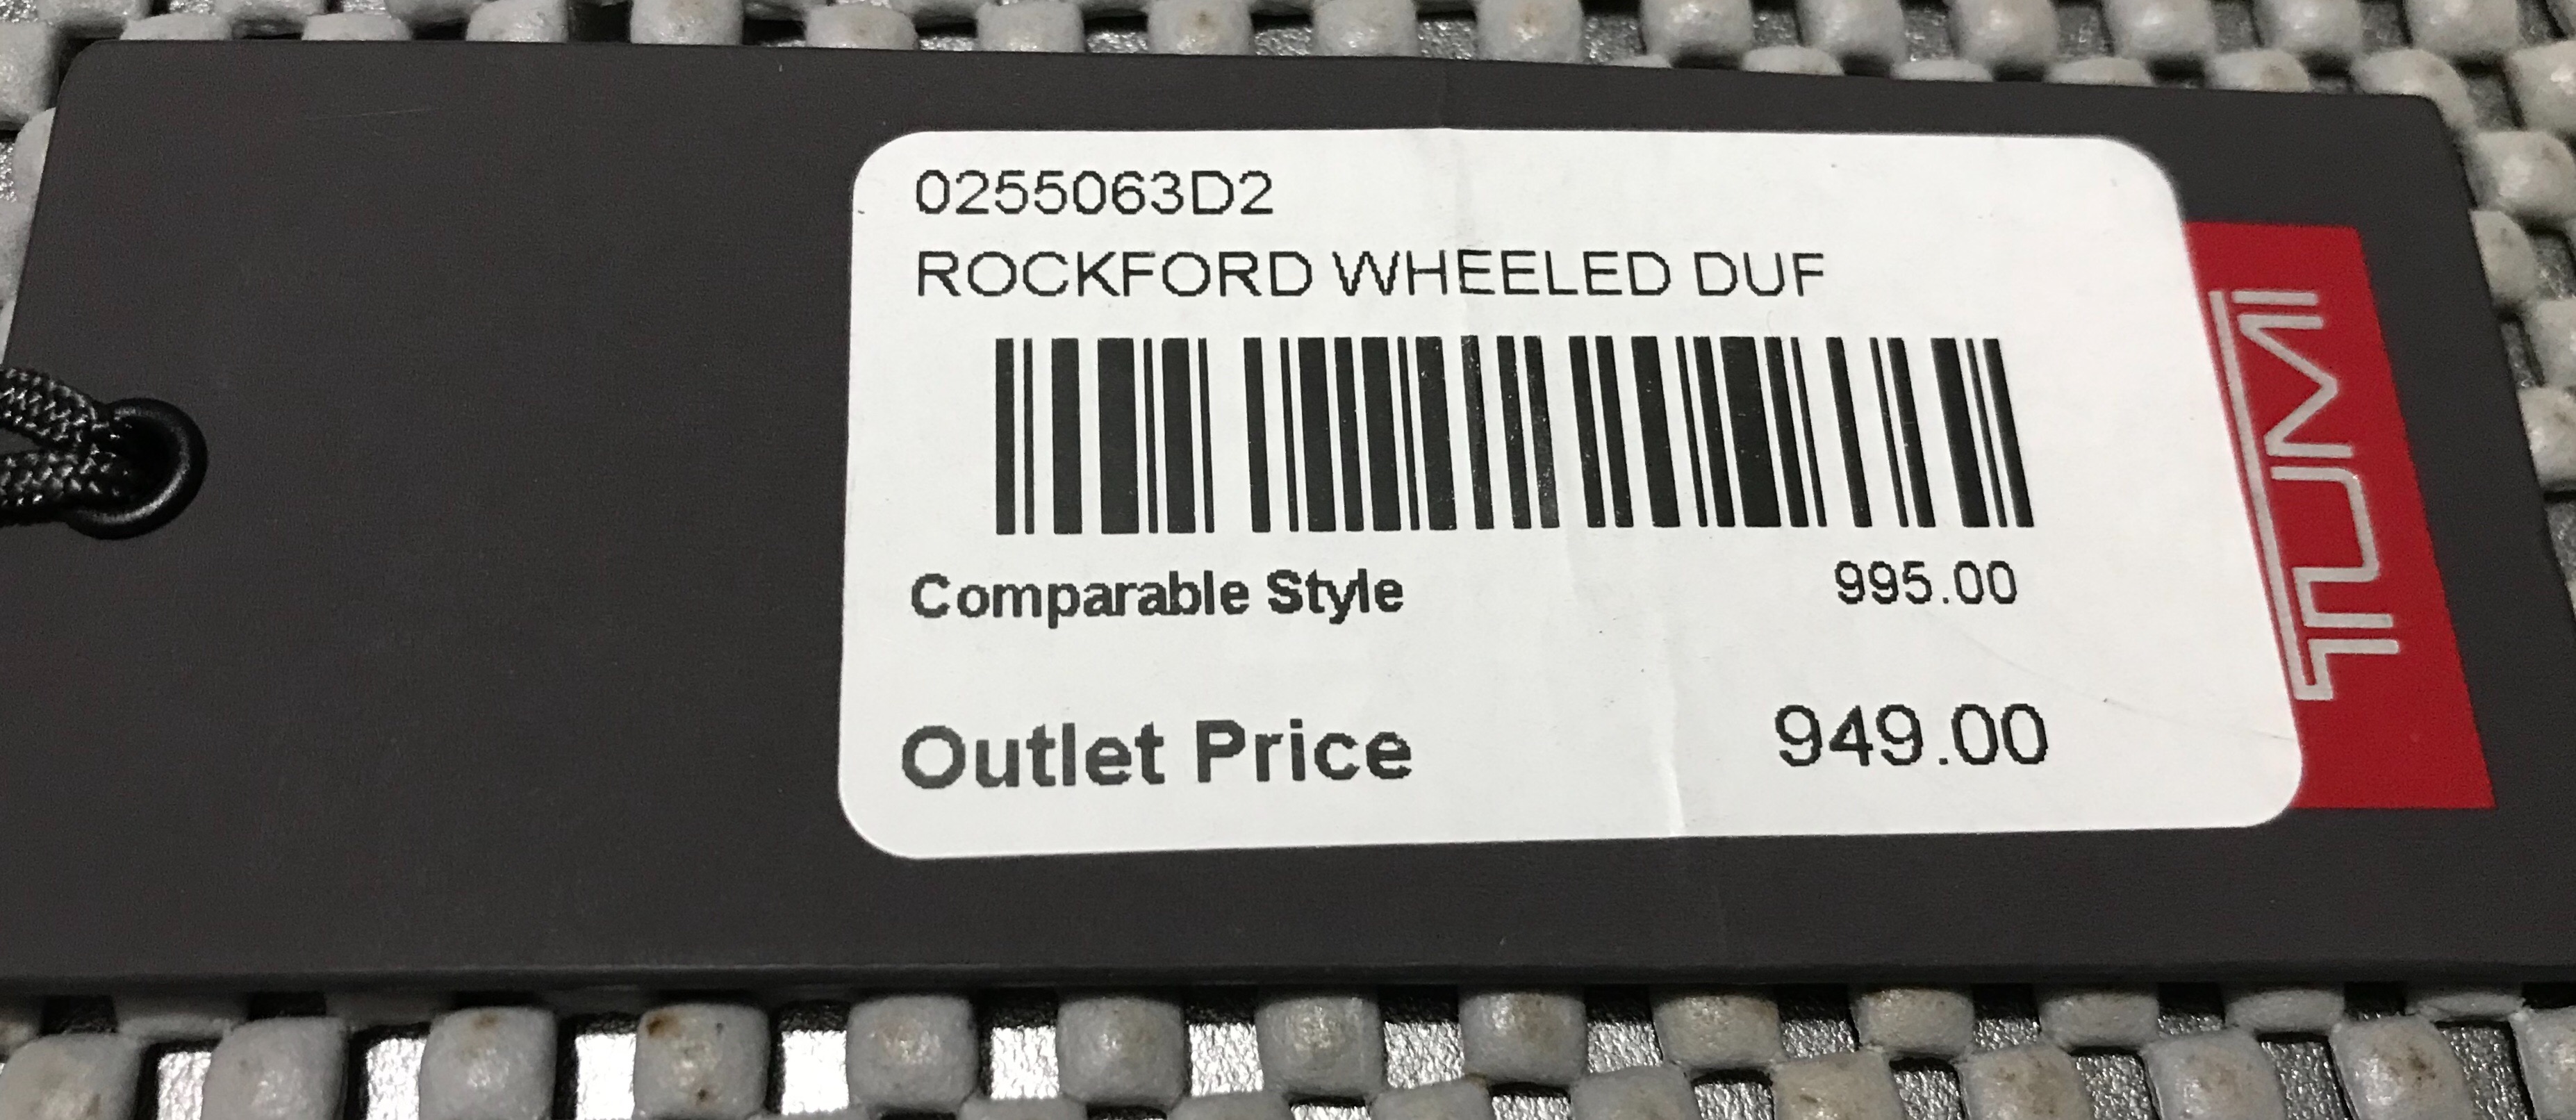 0255063D2
ROCKFORD WHEELED DUF
Comparable Style 995.00
Outlet Price 949.00
TUMI